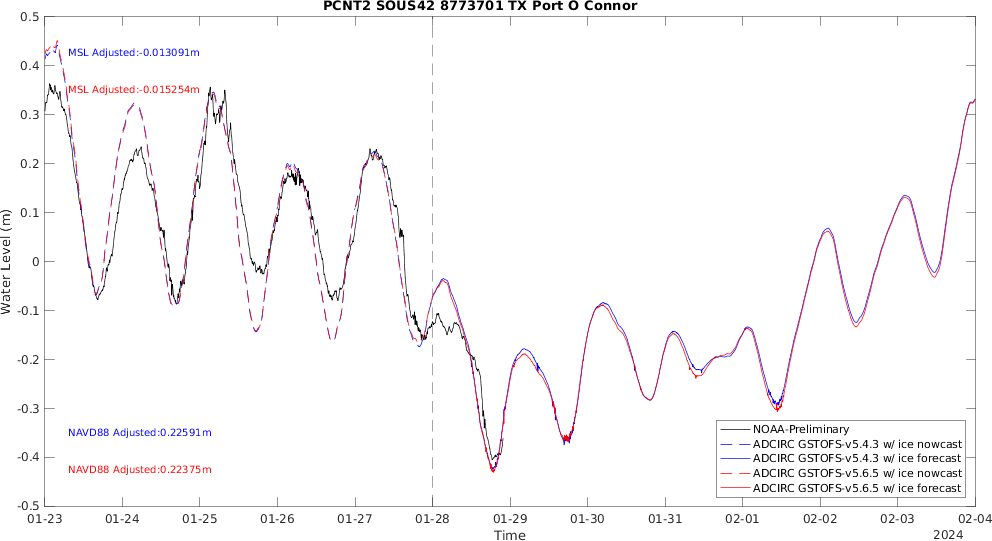 PCNT2 SOUS42 8773701 TX Port O Connor
0.5
0.4
0.3
0.2
0.1
0
-0.1
-0.2
-0.3
-0.4
-0.5
Water Level (m)
MSL Adjusted:-0.013091m
MSL Adjusted:-0.015254m
NAVD88 Adjusted:0.22591m
NAVD88 Adjusted:0.22375m
NOAA-Preliminary
ADCIRC GSTOFS-v5.4.3 w/ ice nowcast
ADCIRC GSTOFS-v5.4.3 w/ ice forecast
ADCIRC GSTOFS-v5.6.5 w/ ice nowcast
ADCIRC GSTOFS-v5.6.5 w/ ice forecast
01-23 01-24 01-25 01-26 01-27 01-28 01-29 01-30 01-31 02-01 02-02 02-03 02-04
Time
2024